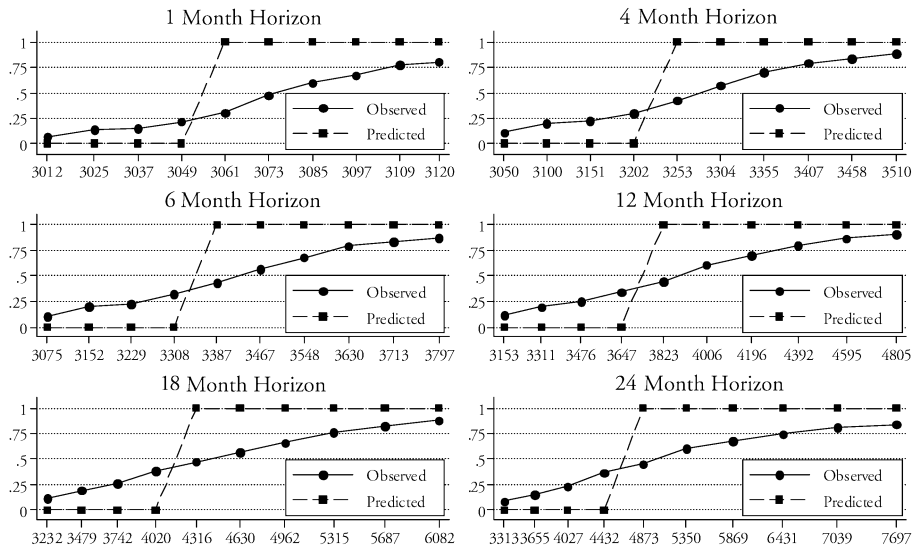 1 Month Horizon
1
.75
.5
.25
0
Observed
Predicted
3012 3025 3037 3049 3061 3073 3085 3097 3109 3120
4 Month Horizon
1
.75
.5
.25
0
Observed
Predicted
3050 3100 3151 3202 3253 3304 3355 3407 3458 3510
6 Month Horizon
1
.75
.5
.25
0
Observed
Predicted
3075 3152 3229 3308 3387 3467 3548 3630 3713 3797
12 Month Horizon
1
.75
.5
.25
0
Observed
Predicted
3153 3311 3476 3647 3823 4006 4196 4392 4595 4805
18 Month Horizon
1
.75
.5
.25
0
Observed
Predicted
3232 3479 3742 4020 4316 4630 4962 5315 5687 6082
24 Month Horizon
1
.75
.5
.25
0
Observed
Predicted
3313 3655 4027 4432 4873 5350 5869 6431 7039 7697